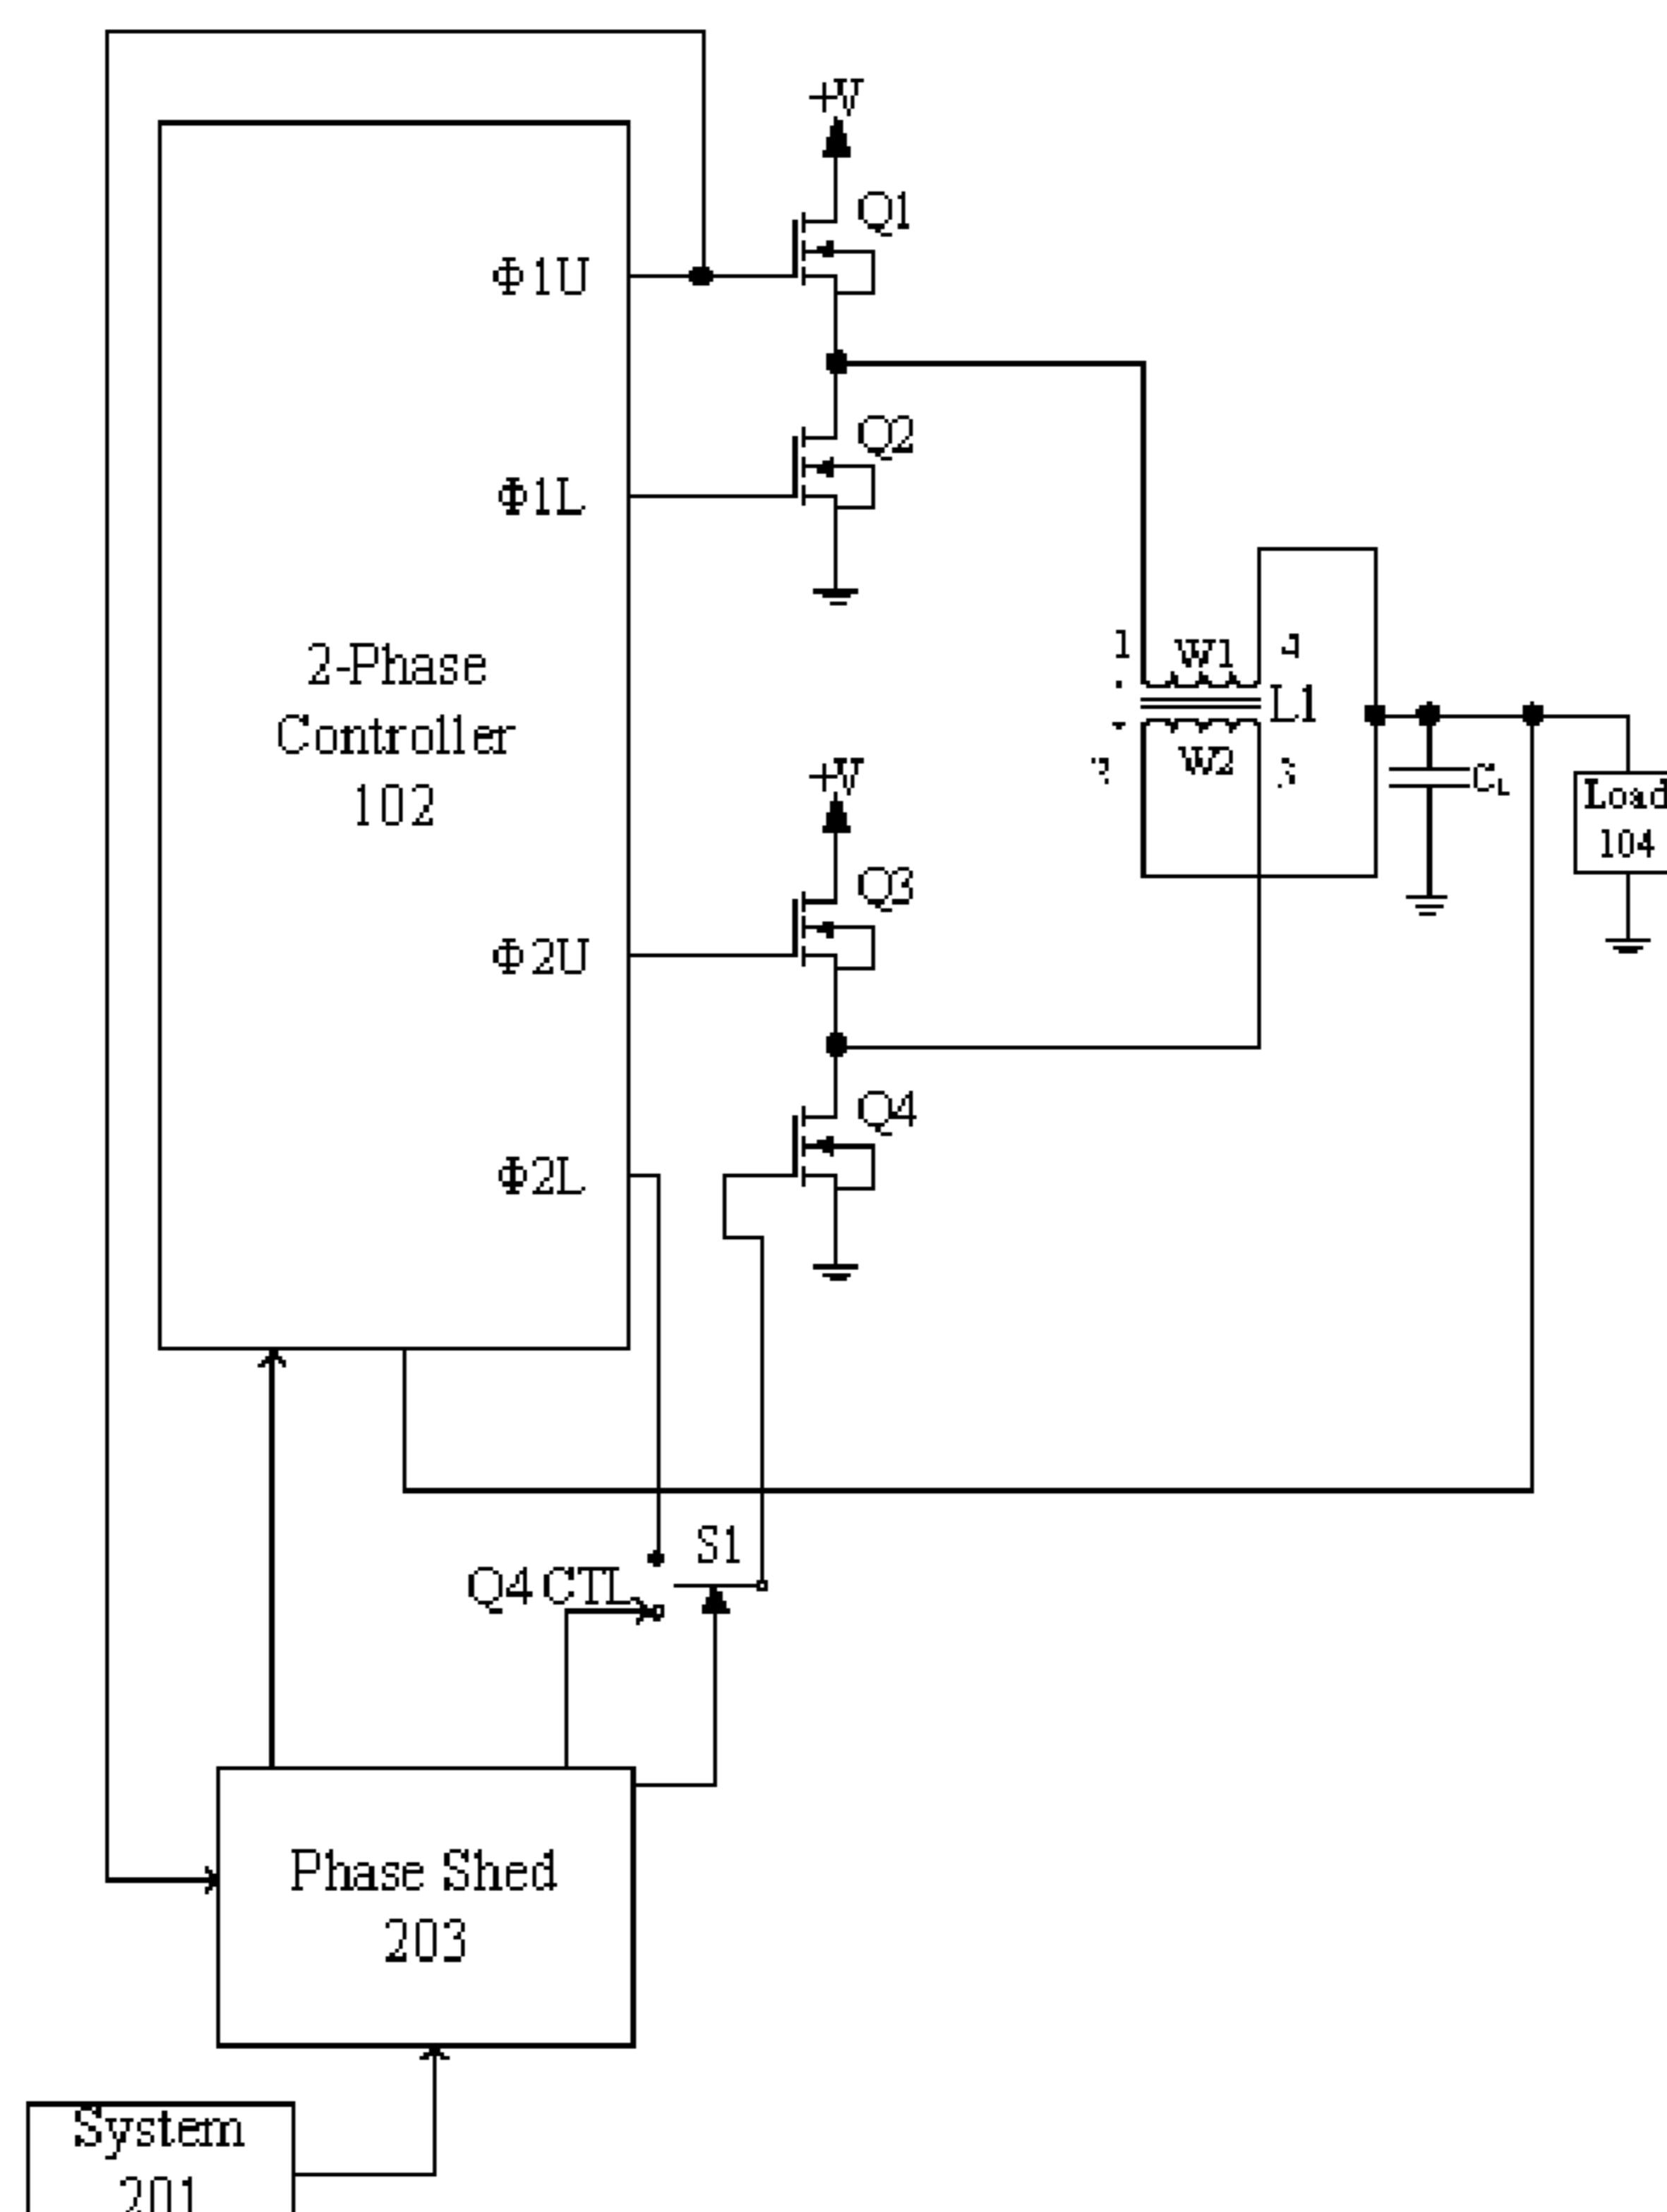 +V
Q1
Φ1U
Q2
Φ1L
2-Phase
Controller
102
1
W1
4
L1
W2
3
+V
CL
Load
104
Q3
Φ2U
Q4
Φ2L
S1
Q4 CTL
Phase Shed
203
System
201